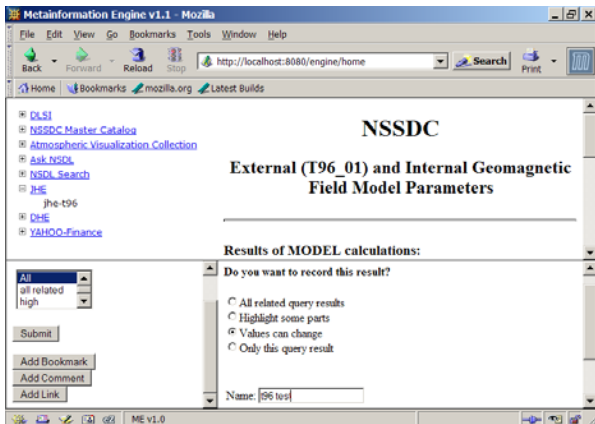 Metainformation Engine v1.1 - Mozilla
File Edit View Go Bookmarks Tools Window Help
Back Forward Reload Stop http://localhost:8080/engine/home Search Print
Home Bookmarks mozilla.org Latest Builds
DLSI
NSSDC Master Catalog
Atmospheric Visualization Collection
Ask NSDL
NSDL Search
JHE
jhe-t96
DHE
YAHOO-Finance
NSSDC
External (T96_01) and Internal Geomagnetic
Field Model Parameters
Results of MODEL calculations:
All
all related
high
Submit
Add Bookmark
Add Comment
Add Link
Do you want to record this result?
All related query results
Highlight some parts
Values can change
Only this query result
Name: t96 test
ME v1.0